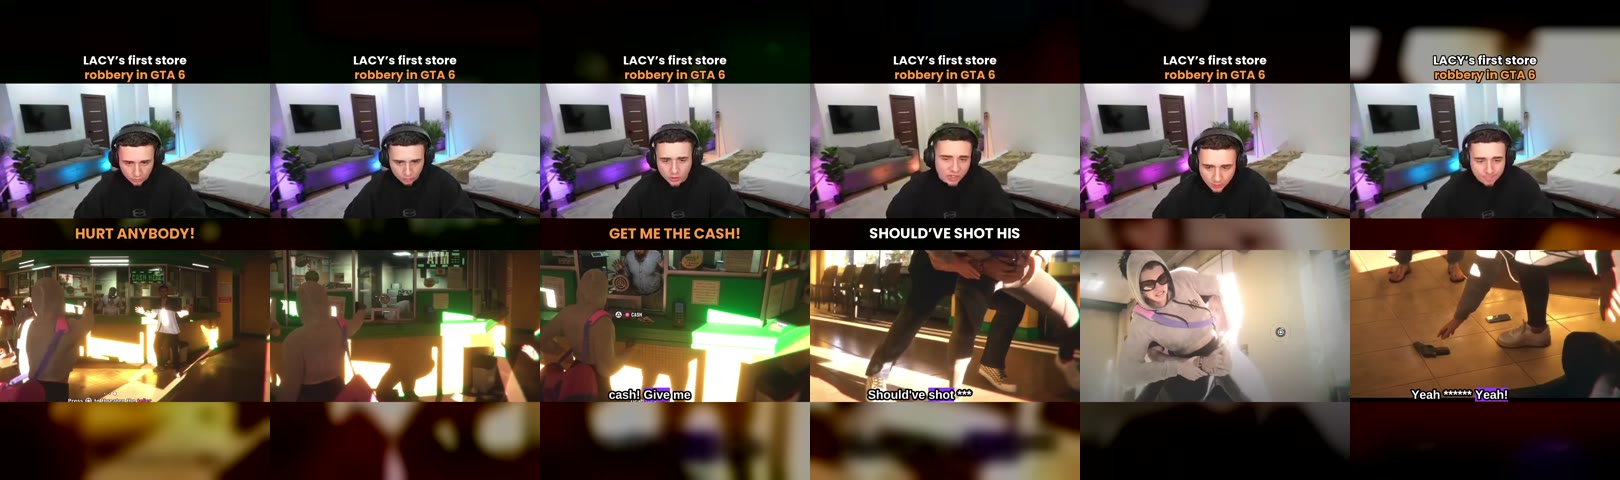 LACY's first store
robbery in GTA 6
LACY's first store
robbery in GTA 6
LACY's first store
robbery in GTA 6
LACY's first store
robbery in GTA 6
LACY's first store
robbery in GTA 6
LACY's first store
robbery in GTA 6
HURT ANYBODY!
GET ME THE CASH!
SHOULD'VE SHOT HIS
ATM
CASH
cash! Give me
Should've shot ***
Yeah ****** Yeah!